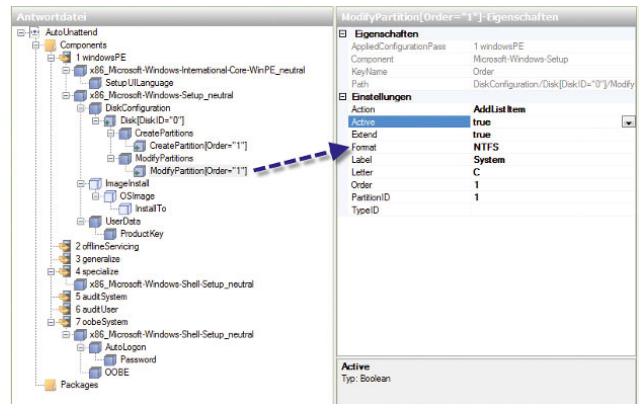 Antwortdatei
AutoUnattend
Components
1 windowsPE
x86_Microsoft-Windows-International-Core-WinPE_neutral
SetupUILanguage
x86_Microsoft-Windows-Setup_neutral
DiskConfiguration
Disk[DiskID="0"]
CreatePartitions
CreatePartition[Order="1"]
ModifyPartitions
ModifyPartition[Order="1"]
ImageInstall
OSImage
InstallTo
UserData
ProductKey
2 offlineServicing
3 generalize
4 specialize
x86_Microsoft-Windows-Shell-Setup_neutral
5 auditSystem
6 auditUser
7 oobeSystem
x86_Microsoft-Windows-Shell-Setup_neutral
AutoLogon
Password
OOBE
Packages
ModifyPartition[Order="1"]-Eigenschaften
Eigenschaften
AppliedConfigurationPass 1 windowsPE
Component Microsoft-Windows-Setup
KeyName Order
Path DiskConfiguration/Disk[DiskID="0"]/Modify
Einstellungen
Action AddListItem
Active true
Extend true
Format NTFS
Label System
Letter C
Order 1
PartitionID 1
TypeID
Active
Typ: Boolean